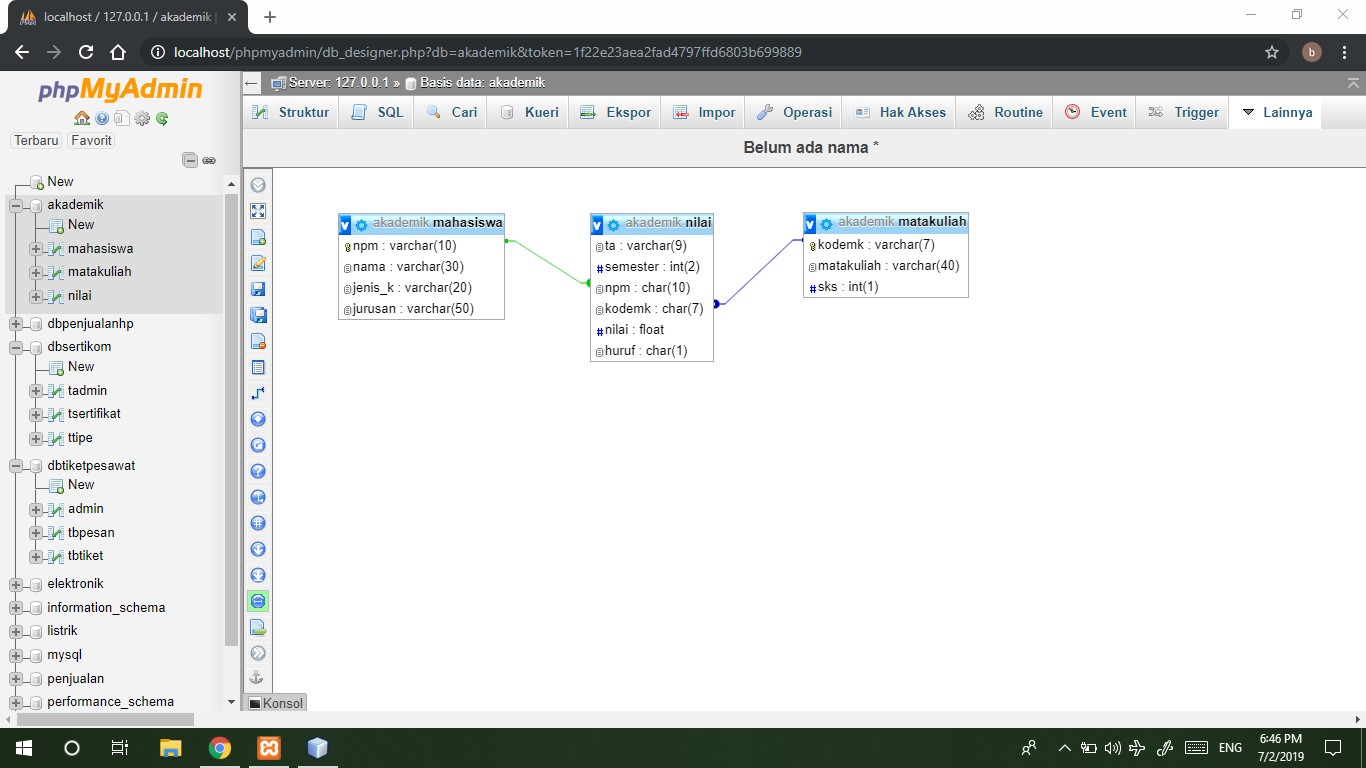 localhost / 127.0.0.1 / akademik |
localhost/phpmyadmin/db_designer.php?db=akademik&token=1f22e23aea2fad4797ffd6803b699889
b
phpMyAdmin
Terbaru Favorit
New
akademik
New
mahasiswa
matakuliah
nilai
dbpenjualanhp
dbsertikom
New
tadmin
tsertifikat
ttipe
dbtiketpesawat
New
admin
tbpesan
tbtiket
elektronik
information_schema
listrik
mysql
penjualan
performance_schema
Server: 127.0.0.1 » Basis data: akademik
Struktur SQL Cari Kueri Ekspor Impor Operasi Hak Akses Routine Event Trigger Lainnya
Belum ada nama *
akademik mahasiswa
npm : varchar(10)
nama : varchar(30)
jenis_k : varchar(20)
jurusan : varchar(50)
akademik nilai
ta : varchar(9)
semester : int(2)
npm : char(10)
kodemk : char(7)
nilai : float
huruf : char(1)
akademik matakuliah
kodemk : varchar(7)
matakuliah : varchar(40)
sks : int(1)
Konsol
ENG
6:46 PM
7/2/2019